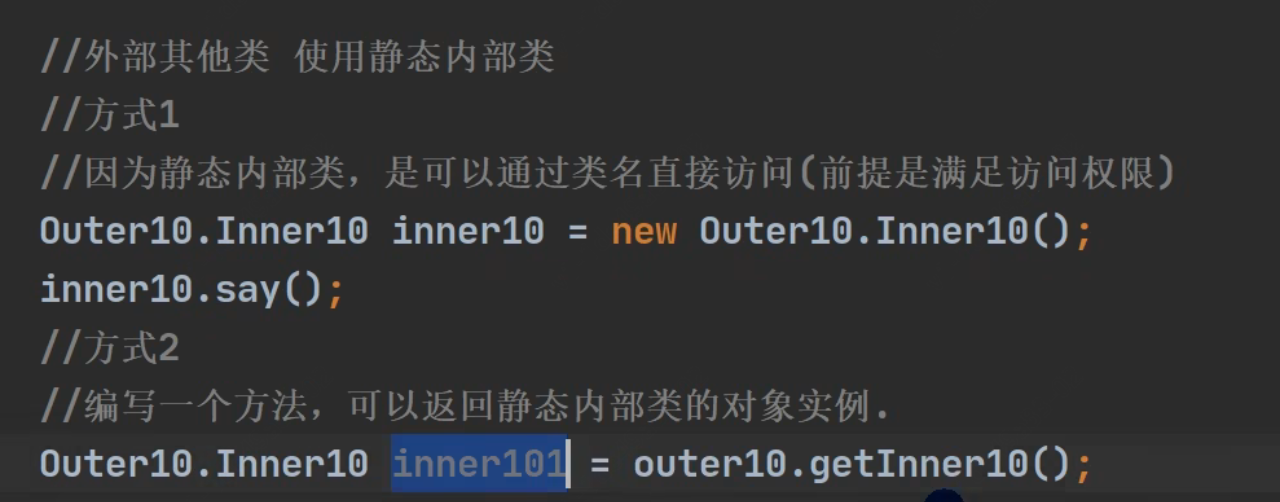 //外部其他类 使用静态内部类
//方式1
//因为静态内部类，是可以通过类名直接访问(前提是满足访问权限)
Outer10.Inner10 inner10 = new Outer10.Inner10();
inner10.say();
//方式2
//编写一个方法，可以返回静态内部类的对象实例.
Outer10.Inner10 inner101 = outer10.getInner10();